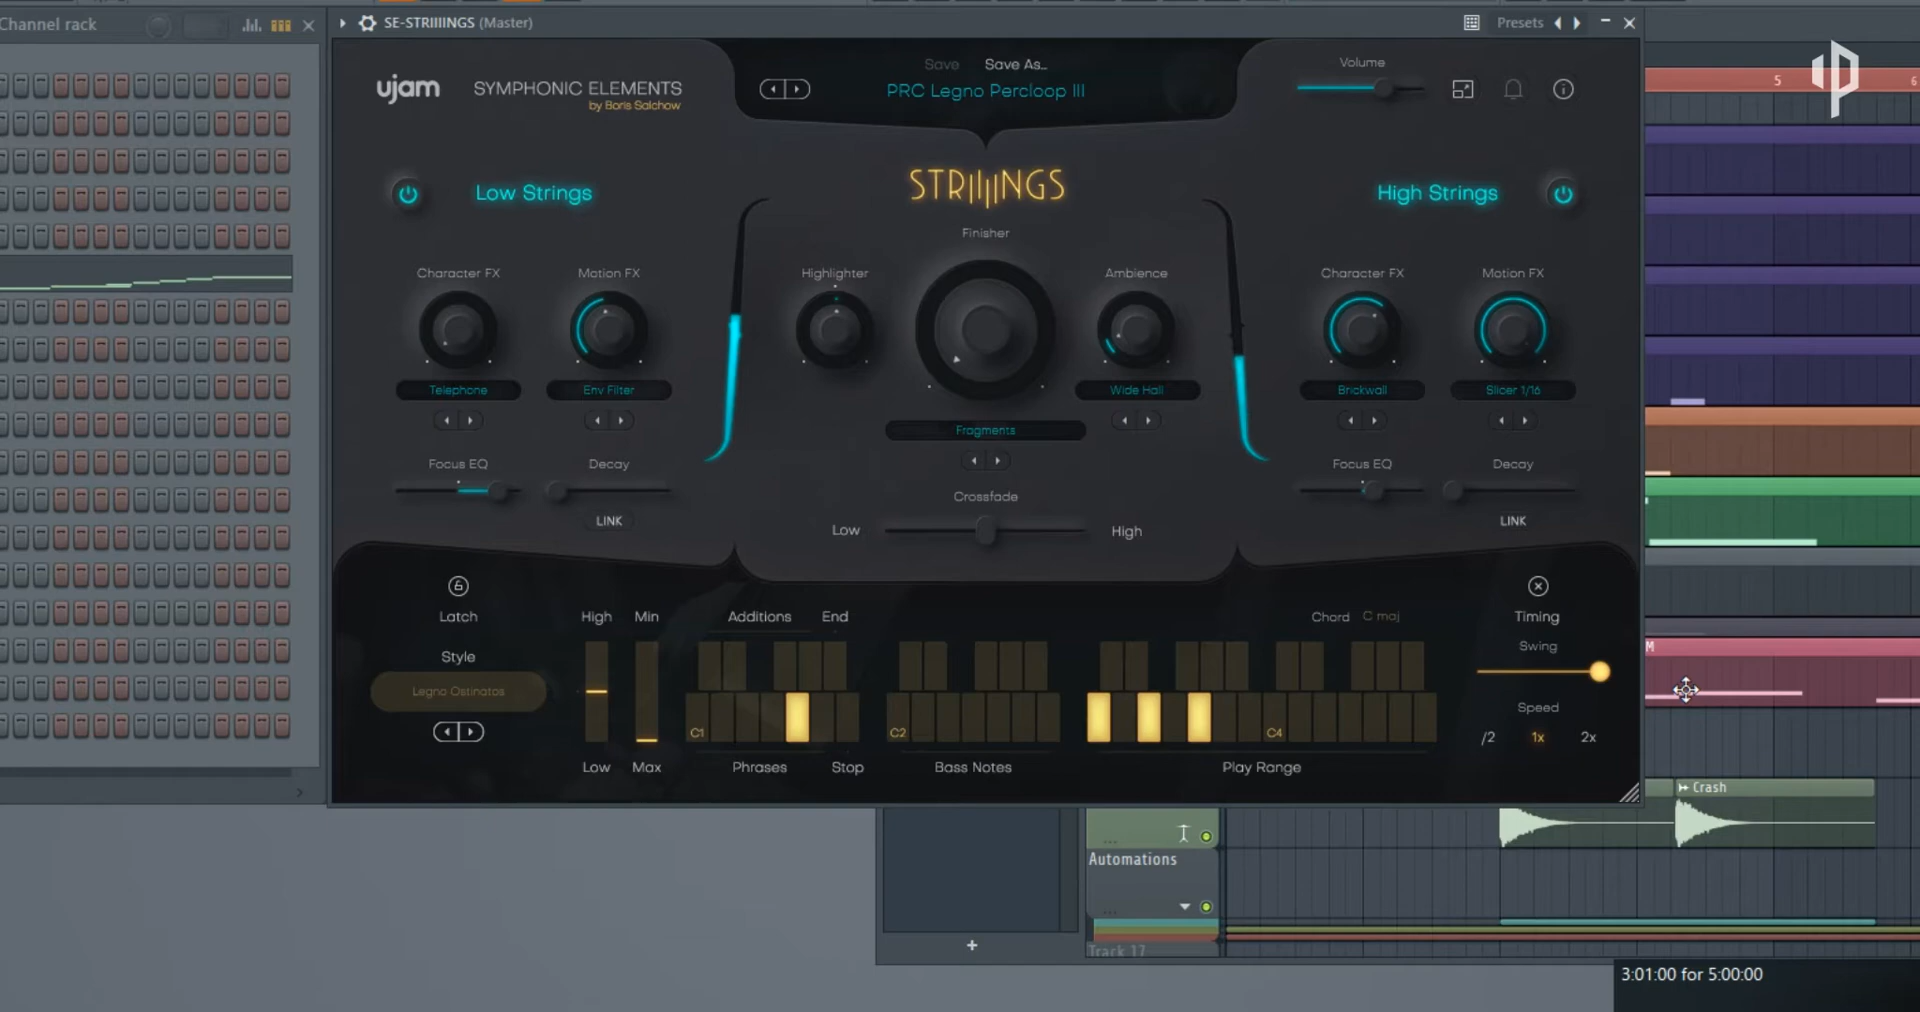 Channel rack
SE-STRIIIINGS (Master)
Presets
ujam
SYMPHONIC ELEMENTS
by Boris Salchow
Save
Save As...
PRC Legno Percloop III
Volume
5
6
STRIIIINGS
Low Strings
High Strings
Finisher
Character FX
Motion FX
Highlighter
Ambience
Character FX
Motion FX
Telephone
Env Filter
Wide Hall
Brickwall
Slicer 1/16
Fragments
Focus EQ
Decay
Focus EQ
Decay
Crossfade
LINK
LINK
Low
High
Latch
High
Min
Additions
End
Chord
C maj
Timing
Style
Swing
M
Legno Ostinatos
Speed
C1
C2
C4
/2
1x
2x
Low
Max
Phrases
Stop
Bass Notes
Play Range
Crash
Automations
Track 17
3:01:00 for 5:00:00